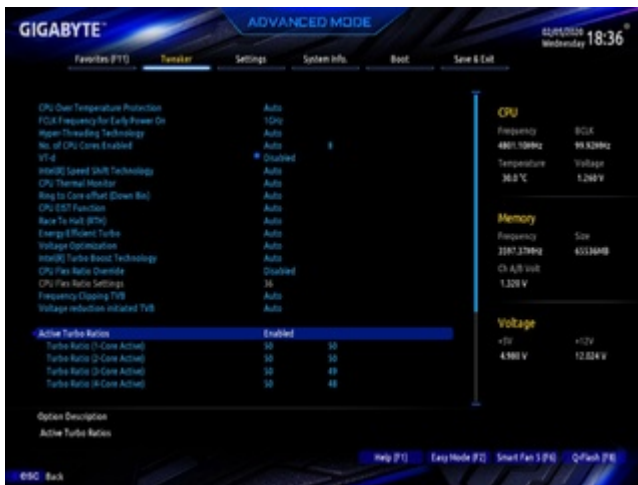 GIGABYTE™
ADVANCED MODE
Wednesday 18:36
Favorites (F11) Tweaker Settings System Info. Boot Save & Exit
CPU Over Temperature Protection Auto
FCLK Frequency for Early Power On 1GHz
Hyper-Threading Technology Auto
No. of CPU Cores Enabled Auto 8
VT-d Disabled
Intel(R) Speed Shift Technology Auto
CPU Thermal Monitor Auto
Ring to Core offset (Down Bin) Auto
CPU EIST Function Auto
Race To Halt (RTH) Auto
Energy Efficient Turbo Auto
Voltage Optimization Auto
Intel(R) Turbo Boost Technology Auto
CPU Flex Ratio Override Disabled
CPU Flex Ratio Settings 36
Frequency Clipping TVB Auto
Voltage reduction initiated TVB Auto
Active Turbo Ratios Enabled
Turbo Ratio (1-Core Active) 50 50
Turbo Ratio (2-Core Active) 50 50
Turbo Ratio (3-Core Active) 50 49
Turbo Ratio (4-Core Active) 50 48
CPU
Frequency BCLK
4801.10MHz 99.92MHz
Temperature Voltage
30.0 °C 1.260 V
Memory
Frequency Size
3597.37MHz 65536MB
Ch A/B Volt
1.320 V
Voltage
+5V +12V
4.980 V 12.024 V
Option Description
Active Turbo Ratios
Help (F1) Easy Mode (F2) Smart Fan 5 (F6) Q-Flash (F8)
ESC Back